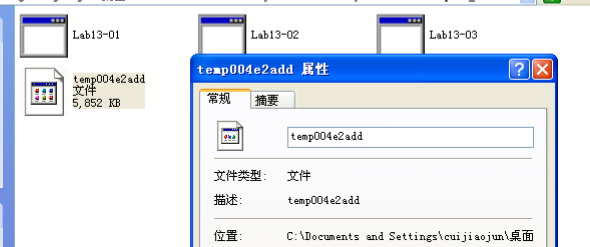 Lab13-01
Lab13-02
Lab13-03
temp004e2add
文件
5,852 KB
temp004e2add 属性
常规
摘要
temp004e2add
文件类型: 文件
描述: temp004e2add
位置: C:\Documents and Settings\cuijiaojun\桌面